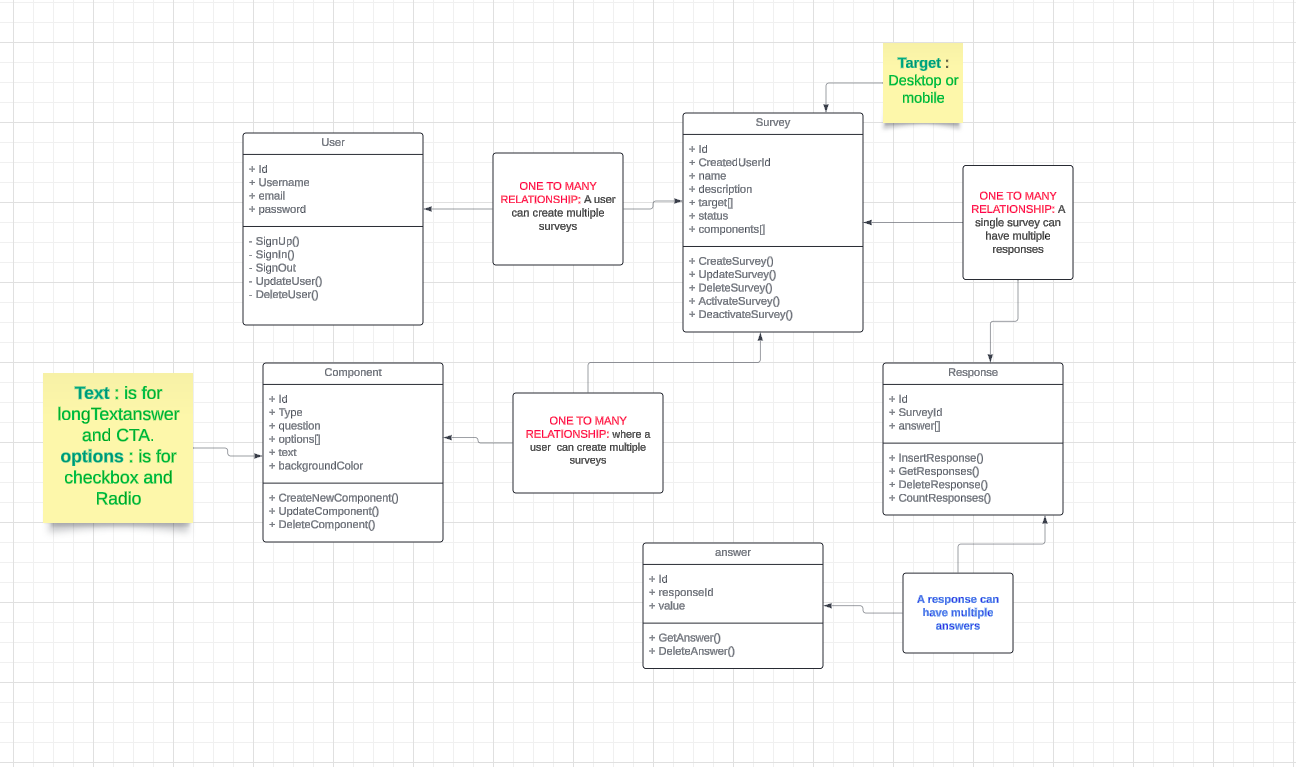 Target :
Desktop or
mobile
User
+ Id
+ Username
+ email
+ password
- SignUp()
- SignIn()
- SignOut
- UpdateUser()
- DeleteUser()
ONE TO MANY
RELATIONSHIP: A user
can create multiple
surveys
Survey
+ Id
+ CreatedUserId
+ name
+ description
+ target[]
+ status
+ components[]
+ CreateSurvey()
+ UpdateSurvey()
+ DeleteSurvey()
+ ActivateSurvey()
+ DeactivateSurvey()
ONE TO MANY
RELATIONSHIP: A
single survey can
have multiple
responses
Text : is for
longTextanswer
and CTA.
options : is for
checkbox and
Radio
Component
+ Id
+ Type
+ question
+ options[]
+ text
+ backgroundColor
+ CreateNewComponent()
+ UpdateComponent()
+ DeleteComponent()
ONE TO MANY
RELATIONSHIP: where a
user can create multiple
surveys
Response
+ Id
+ SurveyId
+ answer[]
+ InsertResponse()
+ GetResponses()
+ DeleteResponse()
+ CountResponses()
answer
+ Id
+ responseId
+ value
+ GetAnswer()
+ DeleteAnswer()
A response can
have multiple
answers